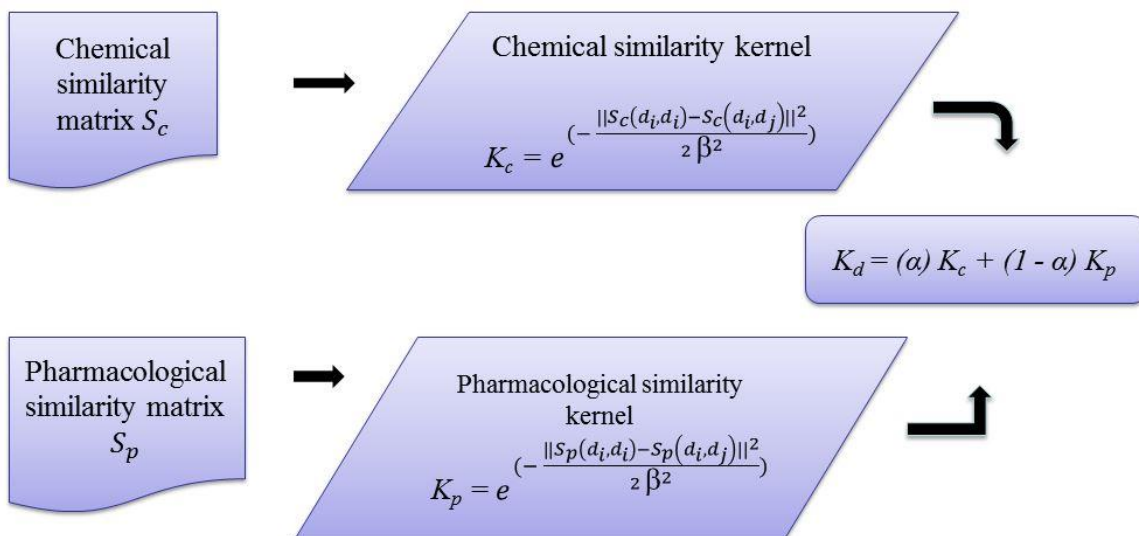 Chemical
similarity
matrix S_c
Chemical similarity kernel
K_c = e^(-||S_c(d_i,d_i)-S_c(d_i,d_j)||²/2β²)
K_d = (α) K_c + (1 - α) K_p
Pharmacological
similarity matrix
S_p
Pharmacological similarity
kernel
K_p = e^(-||S_p(d_i,d_i)-S_p(d_i,d_j)||²/2β²)